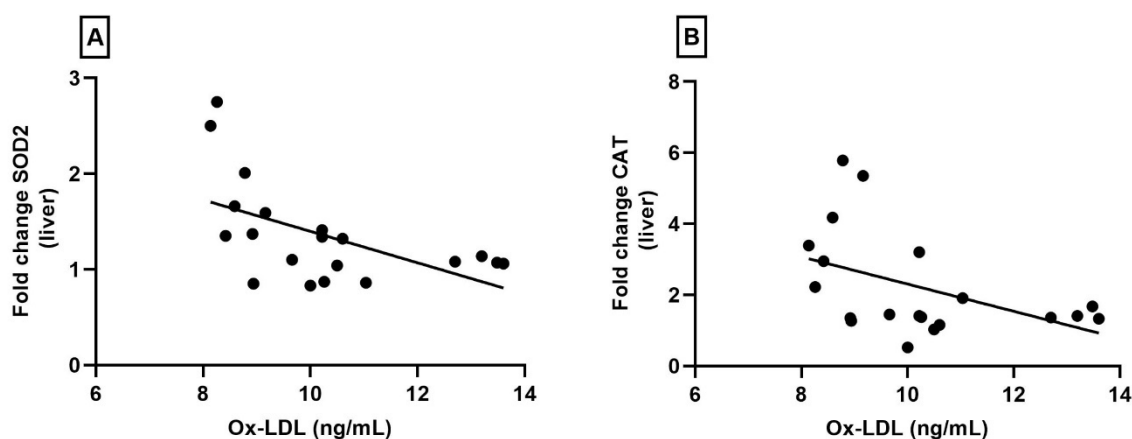 A
Fold change SOD2
(liver)
3
2
1
0
6 8 10 12 14
Ox-LDL (ng/mL)
B
Fold change CAT
(liver)
8
6
4
2
0
6 8 10 12 14
Ox-LDL (ng/mL)